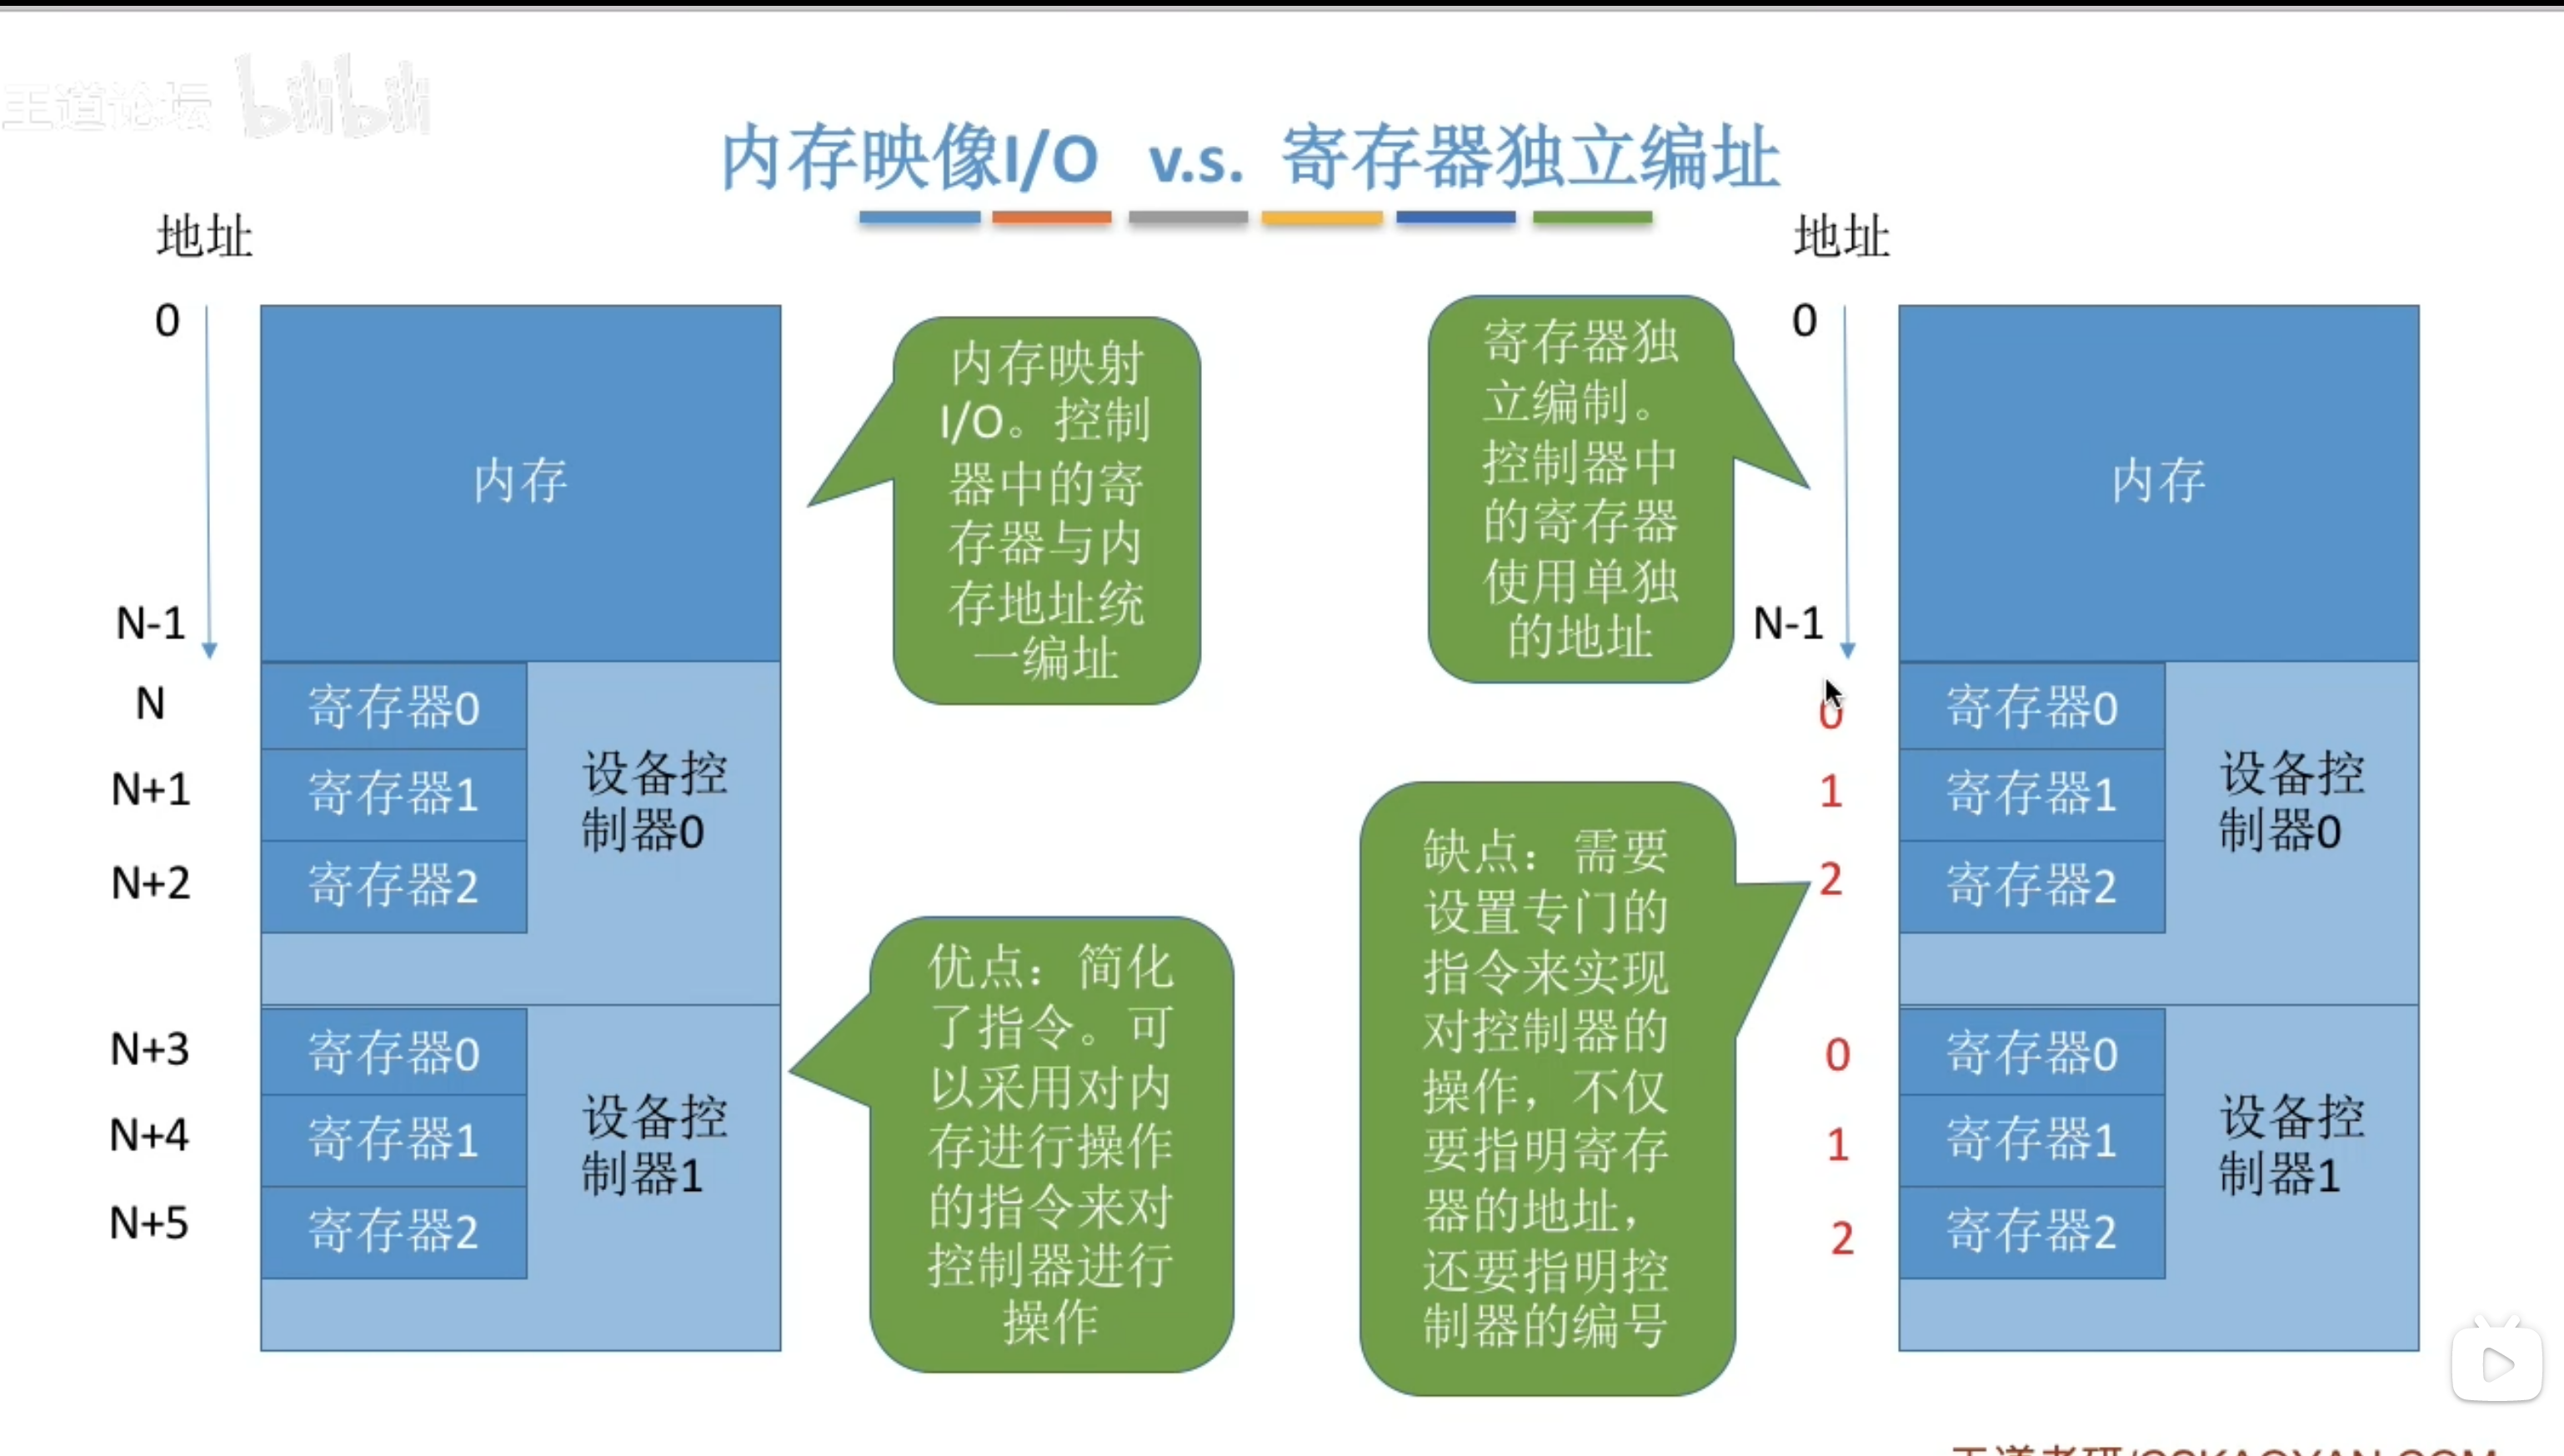 王道论坛 bilibili
内存映像I/O v.s. 寄存器独立编址
地址
0
N-1
N
N+1
N+2
N+3
N+4
N+5
内存
寄存器0
寄存器1
寄存器2
设备控
制器0
寄存器0
寄存器1
寄存器2
设备控
制器1
内存映射
I/O。控制
器中的寄
存器与内
存地址统
一编址
优点：简化
了指令。可
以采用对内
存进行操作
的指令来对
控制器进行
操作
寄存器独
立编制。
控制器中
的寄存器
使用单独
的地址
缺点：需要
设置专门的
指令来实现
对控制器的
操作，不仅
要指明寄存
器的地址，
还要指明控
制器的编号
地址
0
N-1
0
1
2
0
1
2
内存
寄存器0
寄存器1
寄存器2
设备控
制器0
寄存器0
寄存器1
寄存器2
设备控
制器1